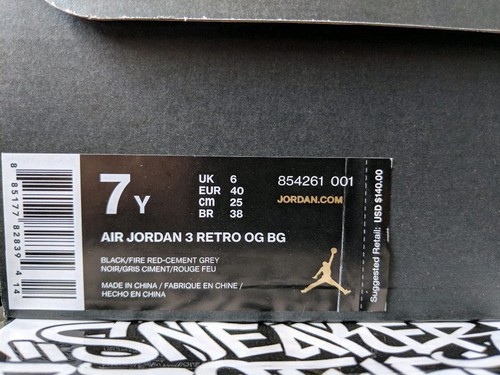 7 Y
UK 6
EUR 40
cm 25
BR 38
854261 001
JORDAN.COM
AIR JORDAN 3 RETRO OG BG
BLACK/FIRE RED-CEMENT GREY
NOIR/GRIS CIMENT/ROUGE FEU
MADE IN CHINA / FABRIQUE EN CHINE /
HECHO EN CHINA
Suggested Retail: USD $140.00
8 85177 82839 4 14
SNEAKER